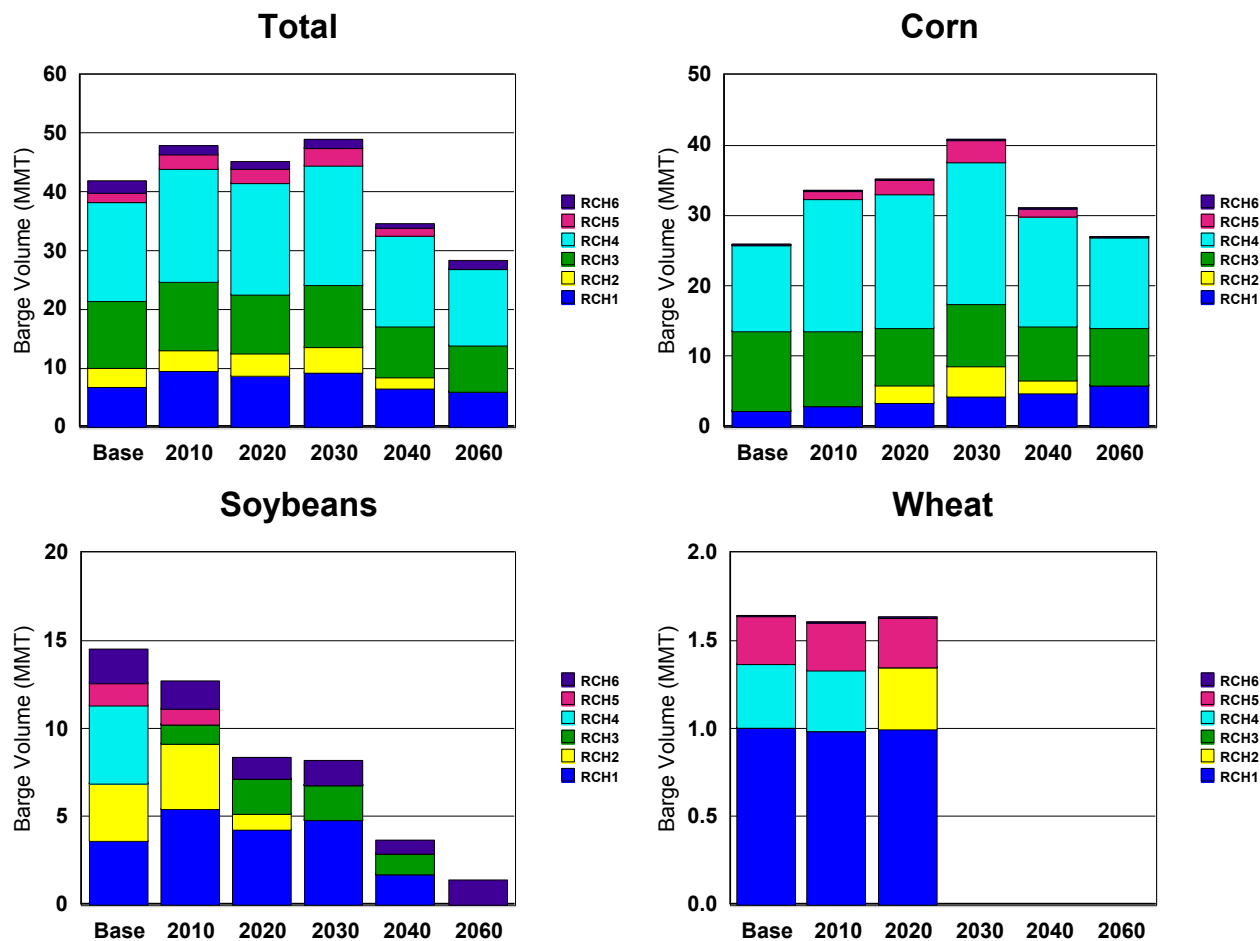 Total
Barge Volume (MMT)
60
50
40
30
20
10
0
Base 2010 2020 2030 2040 2060
RCH6
RCH5
RCH4
RCH3
RCH2
RCH1
Corn
Barge Volume (MMT)
50
40
30
20
10
0
Base 2010 2020 2030 2040 2060
RCH6
RCH5
RCH4
RCH3
RCH2
RCH1
Soybeans
Barge Volume (MMT)
20
15
10
5
0
Base 2010 2020 2030 2040 2060
RCH6
RCH5
RCH4
RCH3
RCH2
RCH1
Wheat
Barge Volume (MMT)
2.0
1.5
1.0
0.5
0.0
Base 2010 2020 2030 2040 2060
RCH6
RCH5
RCH4
RCH3
RCH2
RCH1